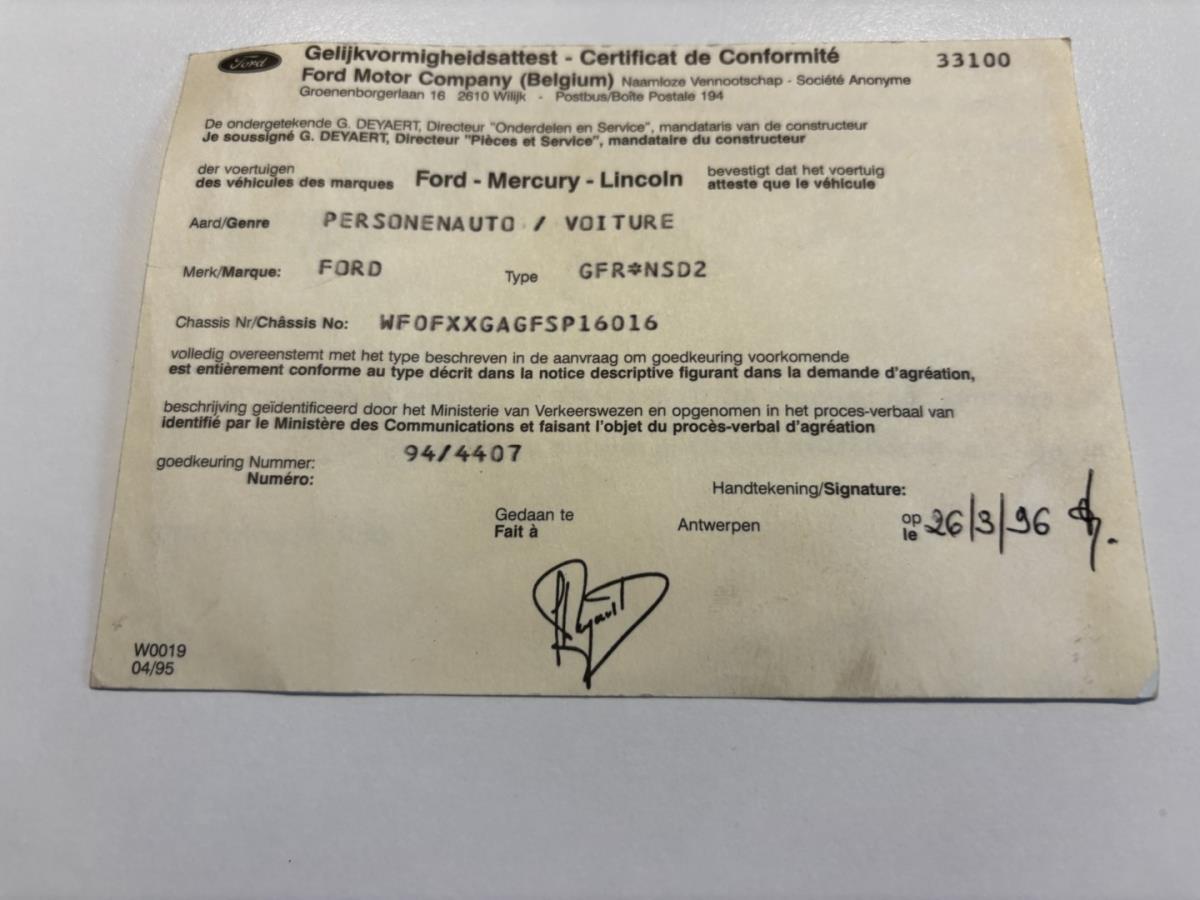 Ford
Gelijkvormigheidsattest - Certificat de Conformité
33100
Ford Motor Company (Belgium) Naamloze Vennootschap - Société Anonyme
Groenenborgerlaan 16 2610 Wilijk - Postbus/Boîte Postale 194
De ondergetekende G. DEYAERT, Directeur "Onderdelen en Service", mandataris van de constructeur
Je soussigné G. DEYAERT, Directeur "Pièces et Service", mandataire du constructeur
der voertuigen
des véhicules des marques
Ford - Mercury - Lincoln
bevestigt dat het voertuig
atteste que le véhicule
Aard/Genre PERSONENAUTO / VOITURE
Merk/Marque: FORD Type GFR*NSD2
Chassis Nr/Châssis No: WF0FXXGAGFSP16016
volledig overeenstemt met het type beschreven in de aanvraag om goedkeuring voorkomende
est entièrement conforme au type décrit dans la notice descriptive figurant dans la demande d'agréation,
beschrijving geïdentificeerd door het Ministerie van Verkeerswezen en opgenomen in het proces-verbaal van
identifié par le Ministère des Communications et faisant l'objet du procès-verbal d'agréation
goedkeuring Nummer: 94/4407
Numéro:
Handtekening/Signature:
Gedaan te
Fait à
Antwerpen
op
le
26/3/96
W0019
04/95